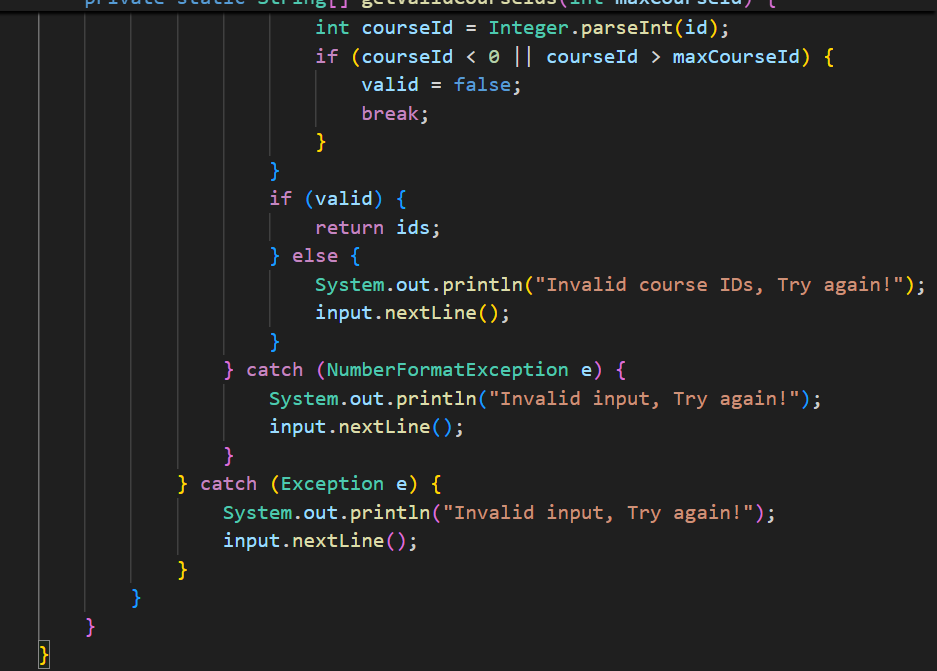 private static String[] getValidCourseIds(int maxCourseId) {
int courseId = Integer.parseInt(id);
if (courseId < 0 || courseId > maxCourseId) {
valid = false;
break;
}
}
if (valid) {
return ids;
} else {
System.out.println("Invalid course IDs, Try again!");
input.nextLine();
}
} catch (NumberFormatException e) {
System.out.println("Invalid input, Try again!");
input.nextLine();
}
} catch (Exception e) {
System.out.println("Invalid input, Try again!");
input.nextLine();
}
}
}
}